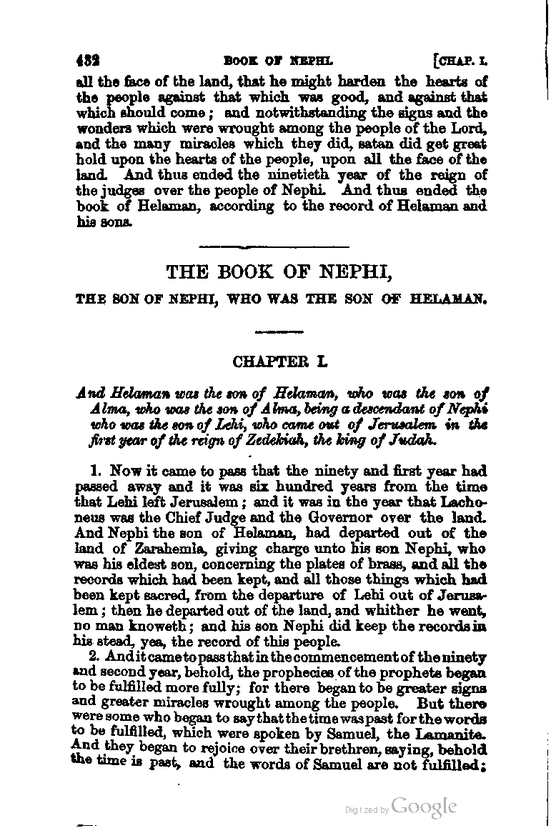 432 BOOK OF NEPHI. [CHAP. I.
all the face of the land, that he might harden the hearts of
the people against that which was good, and against that
which should come; and notwithstanding the signs and the
wonders which were wrought among the people of the Lord,
and the many miracles which they did, satan did get great
hold upon the hearts of the people, upon all the face of the
land. And thus ended the ninetieth year of the reign of
the judges over the people of Nephi. And thus ended the
book of Helaman, according to the record of Helaman and
his sons.
THE BOOK OF NEPHI,
THE SON OF NEPHI, WHO WAS THE SON OF HELAMAN.
CHAPTER I.
And Helaman was the son of Helaman, who was the son of
Alma, who was the son of Alma, being a descendant of Nephi
who was the son of Lehi, who came out of Jerusalem in the
first year of the reign of Zedekiah, the king of Judah.
1. Now it came to pass that the ninety and first year had
passed away and it was six hundred years from the time
that Lehi left Jerusalem; and it was in the year that Lacho-
neus was the Chief Judge and the Governor over the land.
And Nephi the son of Helaman, had departed out of the
land of Zarahemla, giving charge unto his son Nephi, who
was his eldest son, concerning the plates of brass, and all the
records which had been kept, and all those things which had
been kept sacred, from the departure of Lehi out of Jerusa-
lem; then he departed out of the land, and whither he went,
no man knoweth; and his son Nephi did keep the records in
his stead, yea, the record of this people.
2. And it came to pass that in the commencement of the ninety
and second year, behold, the prophecies of the prophets began
to be fulfilled more fully; for there began to be greater signs
and greater miracles wrought among the people. But there
were some who began to say that the time was past for the words
to be fulfilled, which were spoken by Samuel, the Lamanite.
And they began to rejoice over their brethren, saying, behold
the time is past, and the words of Samuel are not fulfilled;
Digitized by Google